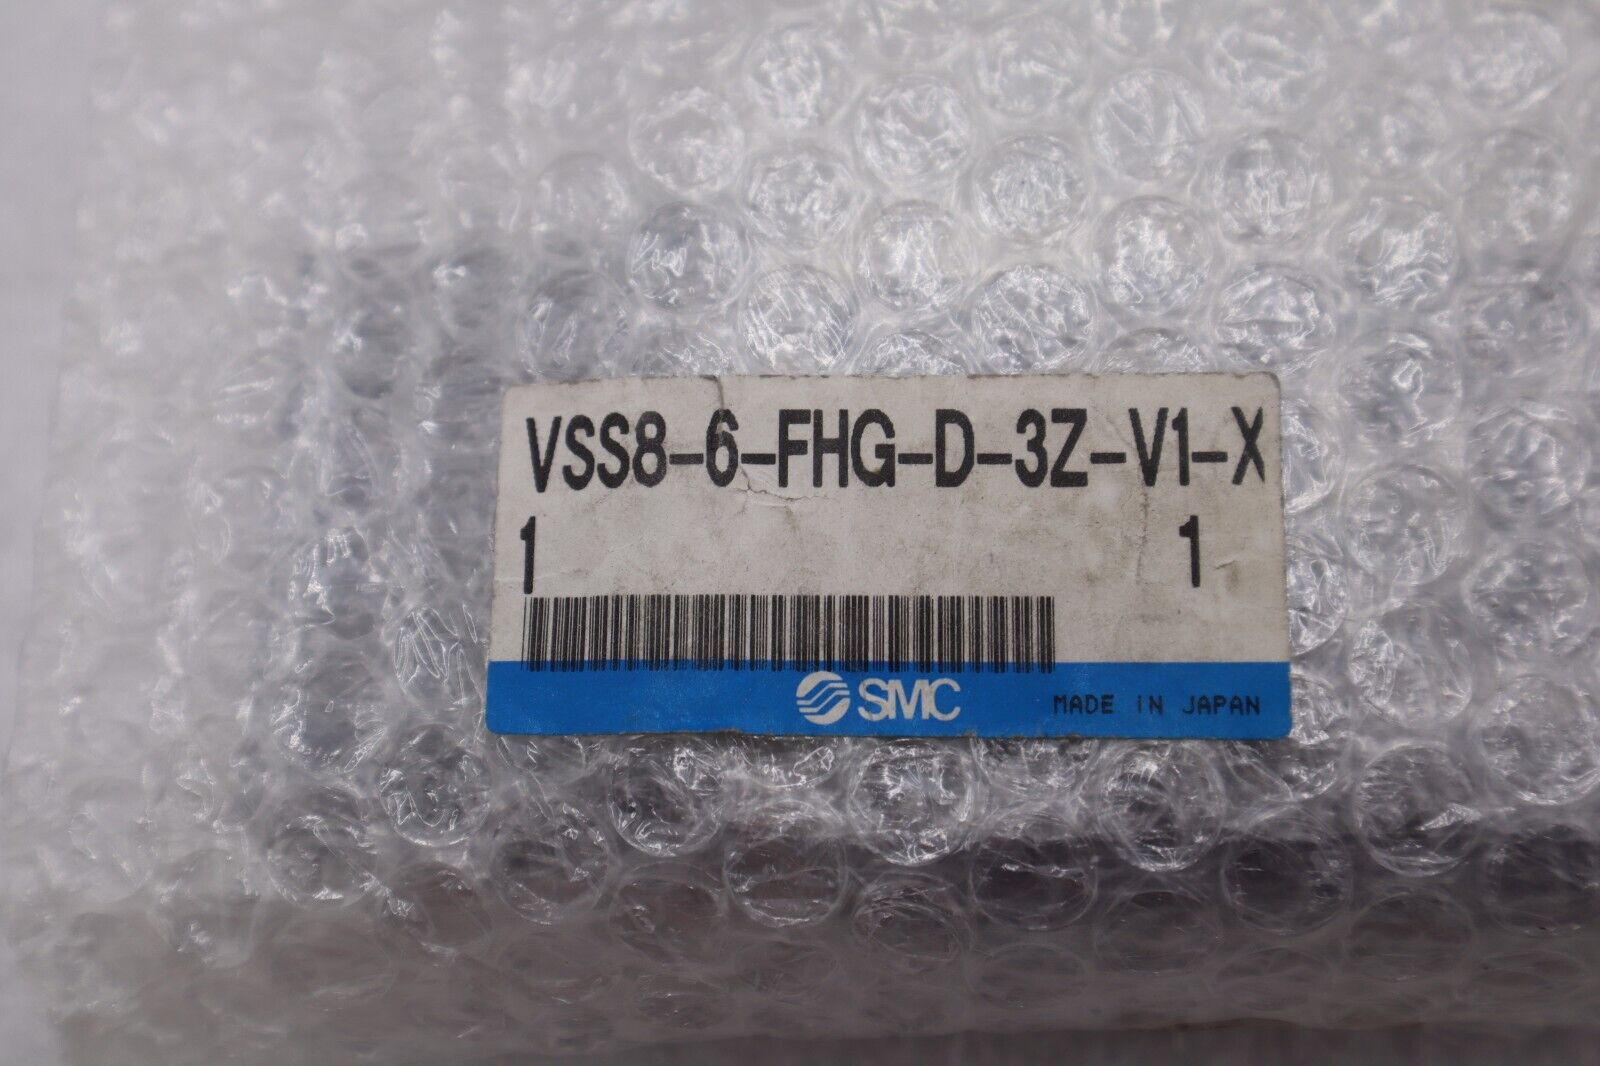 VSS8-6-FHG-D-3Z-V1-X
1 1
SMC MADE IN JAPAN